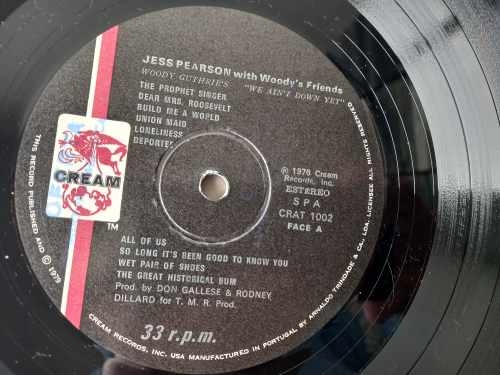 JESS PEARSON with Woody's Friends
WOODY GUTHRIE'S "WE AIN'T DOWN YET"
THE PROPHET SINGER
DEAR MRS. ROOSEVELT
BUILD ME A WORLD
UNION MAID
LONELINESS
DEPORTEE
℗ 1976 Cream
Records, Inc.
ESTÉREO
S P A
CRAT 1002
FACE A
CREAM
TM
ALL OF US
SO LONG IT'S BEEN GOOD TO KNOW YOU
WET PAIR OF SHOES
THE GREAT HISTORICAL BUM
Prod. by DON GALLESE & RODNEY
DILLARD for T. M. R. Prod.
33 r.p.m.
THIS RECORD PUBLISHED AND © 1979 CREAM RECORDS, INC. USA MANUFACTURED IN PORTUGAL BY ARNALDO TRINDADE & CA., LDA. LICENSEE ALL RIGHTS RESERVED